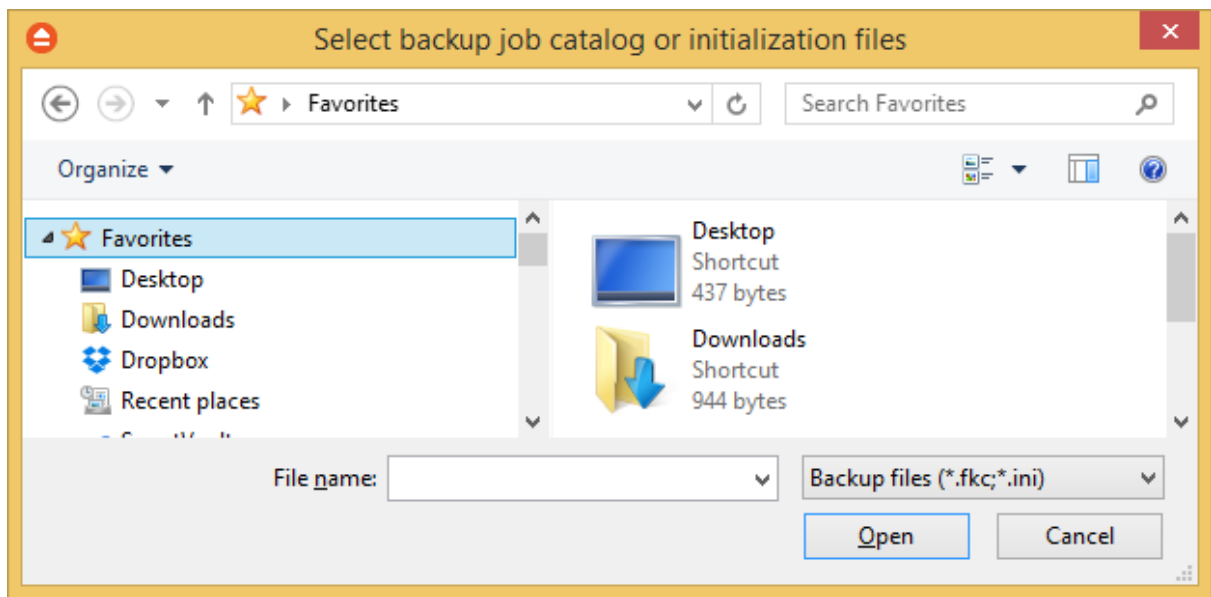 Select backup job catalog or initialization files
Favorites
Search Favorites
Organize
Favorites
Desktop
Downloads
Dropbox
Recent places
Desktop
Shortcut
437 bytes
Downloads
Shortcut
944 bytes
File name:
Backup files (*.fkc;*.ini)
Open
Cancel